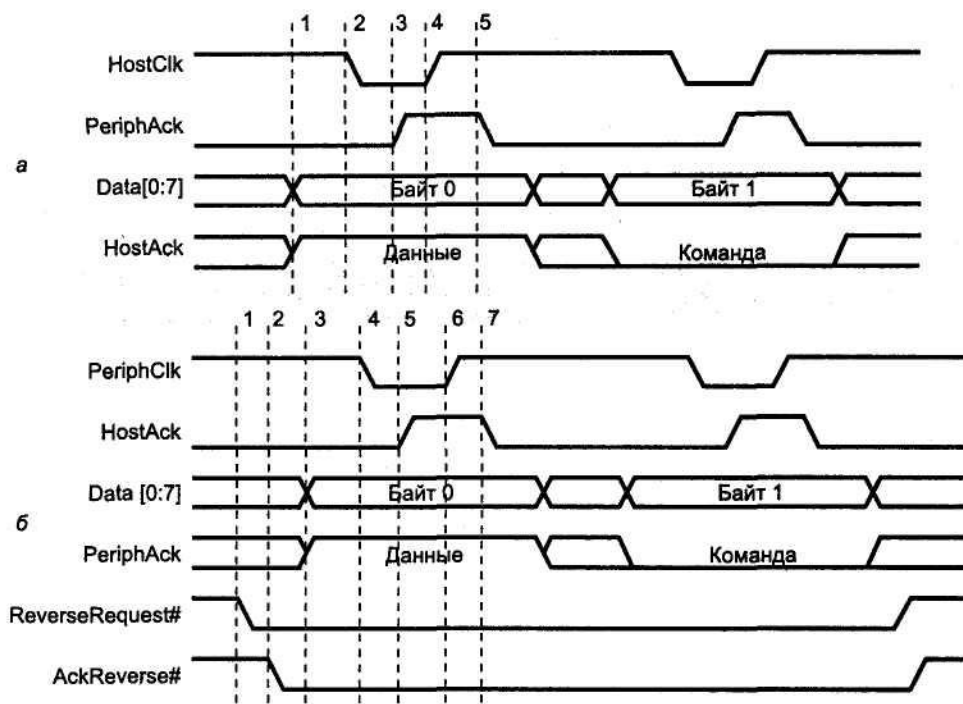 1 2 3 4 5
HostClk
PeriphAck
а
Data[0:7] Байт 0 Байт 1
HostAck Данные Команда
1 2 3 4 5 6 7
PeriphClk
HostAck
Data [0:7] Байт 0 Байт 1
б
PeriphAck Данные Команда
ReverseRequest#
AckReverse#